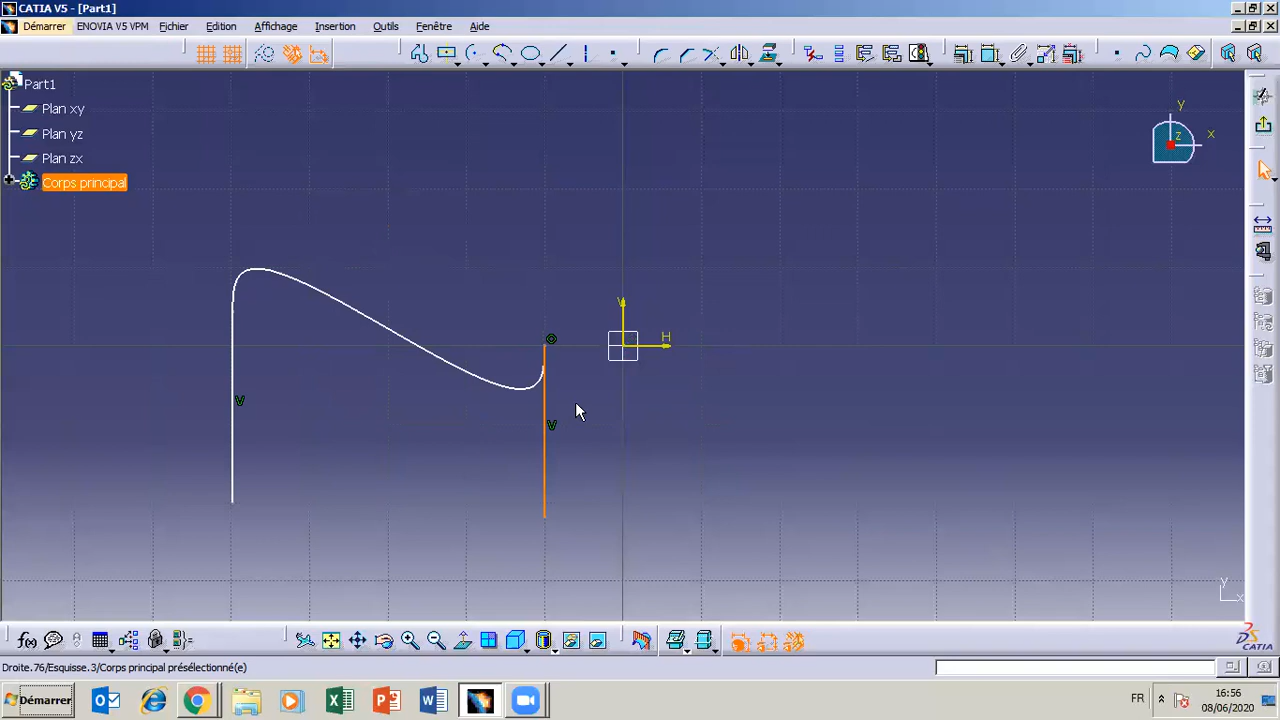 CATIA V5 - [Part1]
Démarrer ENOVIA V5 VPM Fichier Edition Affichage Insertion Outils Fenêtre Aide
Part1
Plan xy
Plan yz
Plan zx
Corps principal
y
x
z
V
H
V
V
y
x
f(x)
CATIA
Droite.76/Esquisse.3/Corps principal présélectionné(e)
Démarrer
FR
16:56
08/06/2020